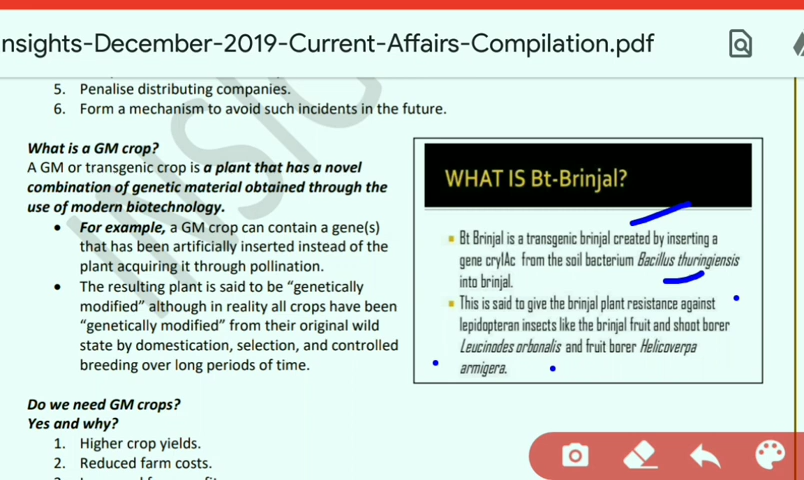 nsights-December-2019-Current-Affairs-Compilation.pdf
5. Penalise distributing companies.
6. Form a mechanism to avoid such incidents in the future.
What is a GM crop?
A GM or transgenic crop is a plant that has a novel
combination of genetic material obtained through the
use of modern biotechnology.
• For example, a GM crop can contain a gene(s)
that has been artificially inserted instead of the
plant acquiring it through pollination.
• The resulting plant is said to be “genetically
modified” although in reality all crops have been
“genetically modified” from their original wild
state by domestication, selection, and controlled
breeding over long periods of time.
Do we need GM crops?
Yes and why?
1. Higher crop yields.
2. Reduced farm costs.
WHAT IS Bt-Brinjal?
Bt Brinjal is a transgenic brinjal created by inserting a
gene crylAc from the soil bacterium Bacillus thuringiensis
into brinjal.
This is said to give the brinjal plant resistance against
lepidopteran insects like the brinjal fruit and shoot borer
Leucinodes orbonalis and fruit borer Helicoverpa
armigera.